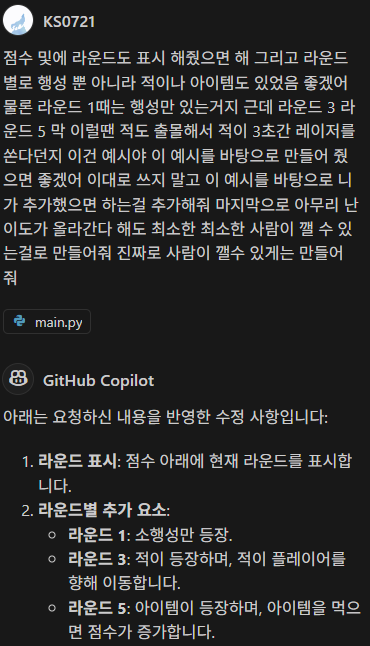 KS0721
점수 및에 라운드도 표시 해줬으면 해 그리고 라운드
별로 행성 뿐 아니라 적이나 아이템도 있었음 좋겠어
물론 라운드 1때는 행성만 있는거지 근데 라운드 3 라
운드 5 막 이럴땐 적도 출몰해서 적이 3초간 레이저를
쏜다던지 이건 예시야 이 예시를 바탕으로 만들어 줬
으면 좋겠어 이대로 쓰지 말고 이 예시를 바탕으로 니
가 추가했으면 하는걸 추가해줘 마지막으로 아무리 난
이도가 올라간다 해도 최소한 최소한 사람이 깰 수 있
는걸로 만들어줘 진짜로 사람이 깰수 있게는 만들어
줘
main.py
GitHub Copilot
아래는 요청하신 내용을 반영한 수정 사항입니다:
1. 라운드 표시: 점수 아래에 현재 라운드를 표시합
니다.
2. 라운드별 추가 요소:
○ 라운드 1: 소행성만 등장.
○ 라운드 3: 적이 등장하며, 적이 플레이어를
향해 이동합니다.
○ 라운드 5: 아이템이 등장하며, 아이템을 먹으
면 점수가 증가합니다.